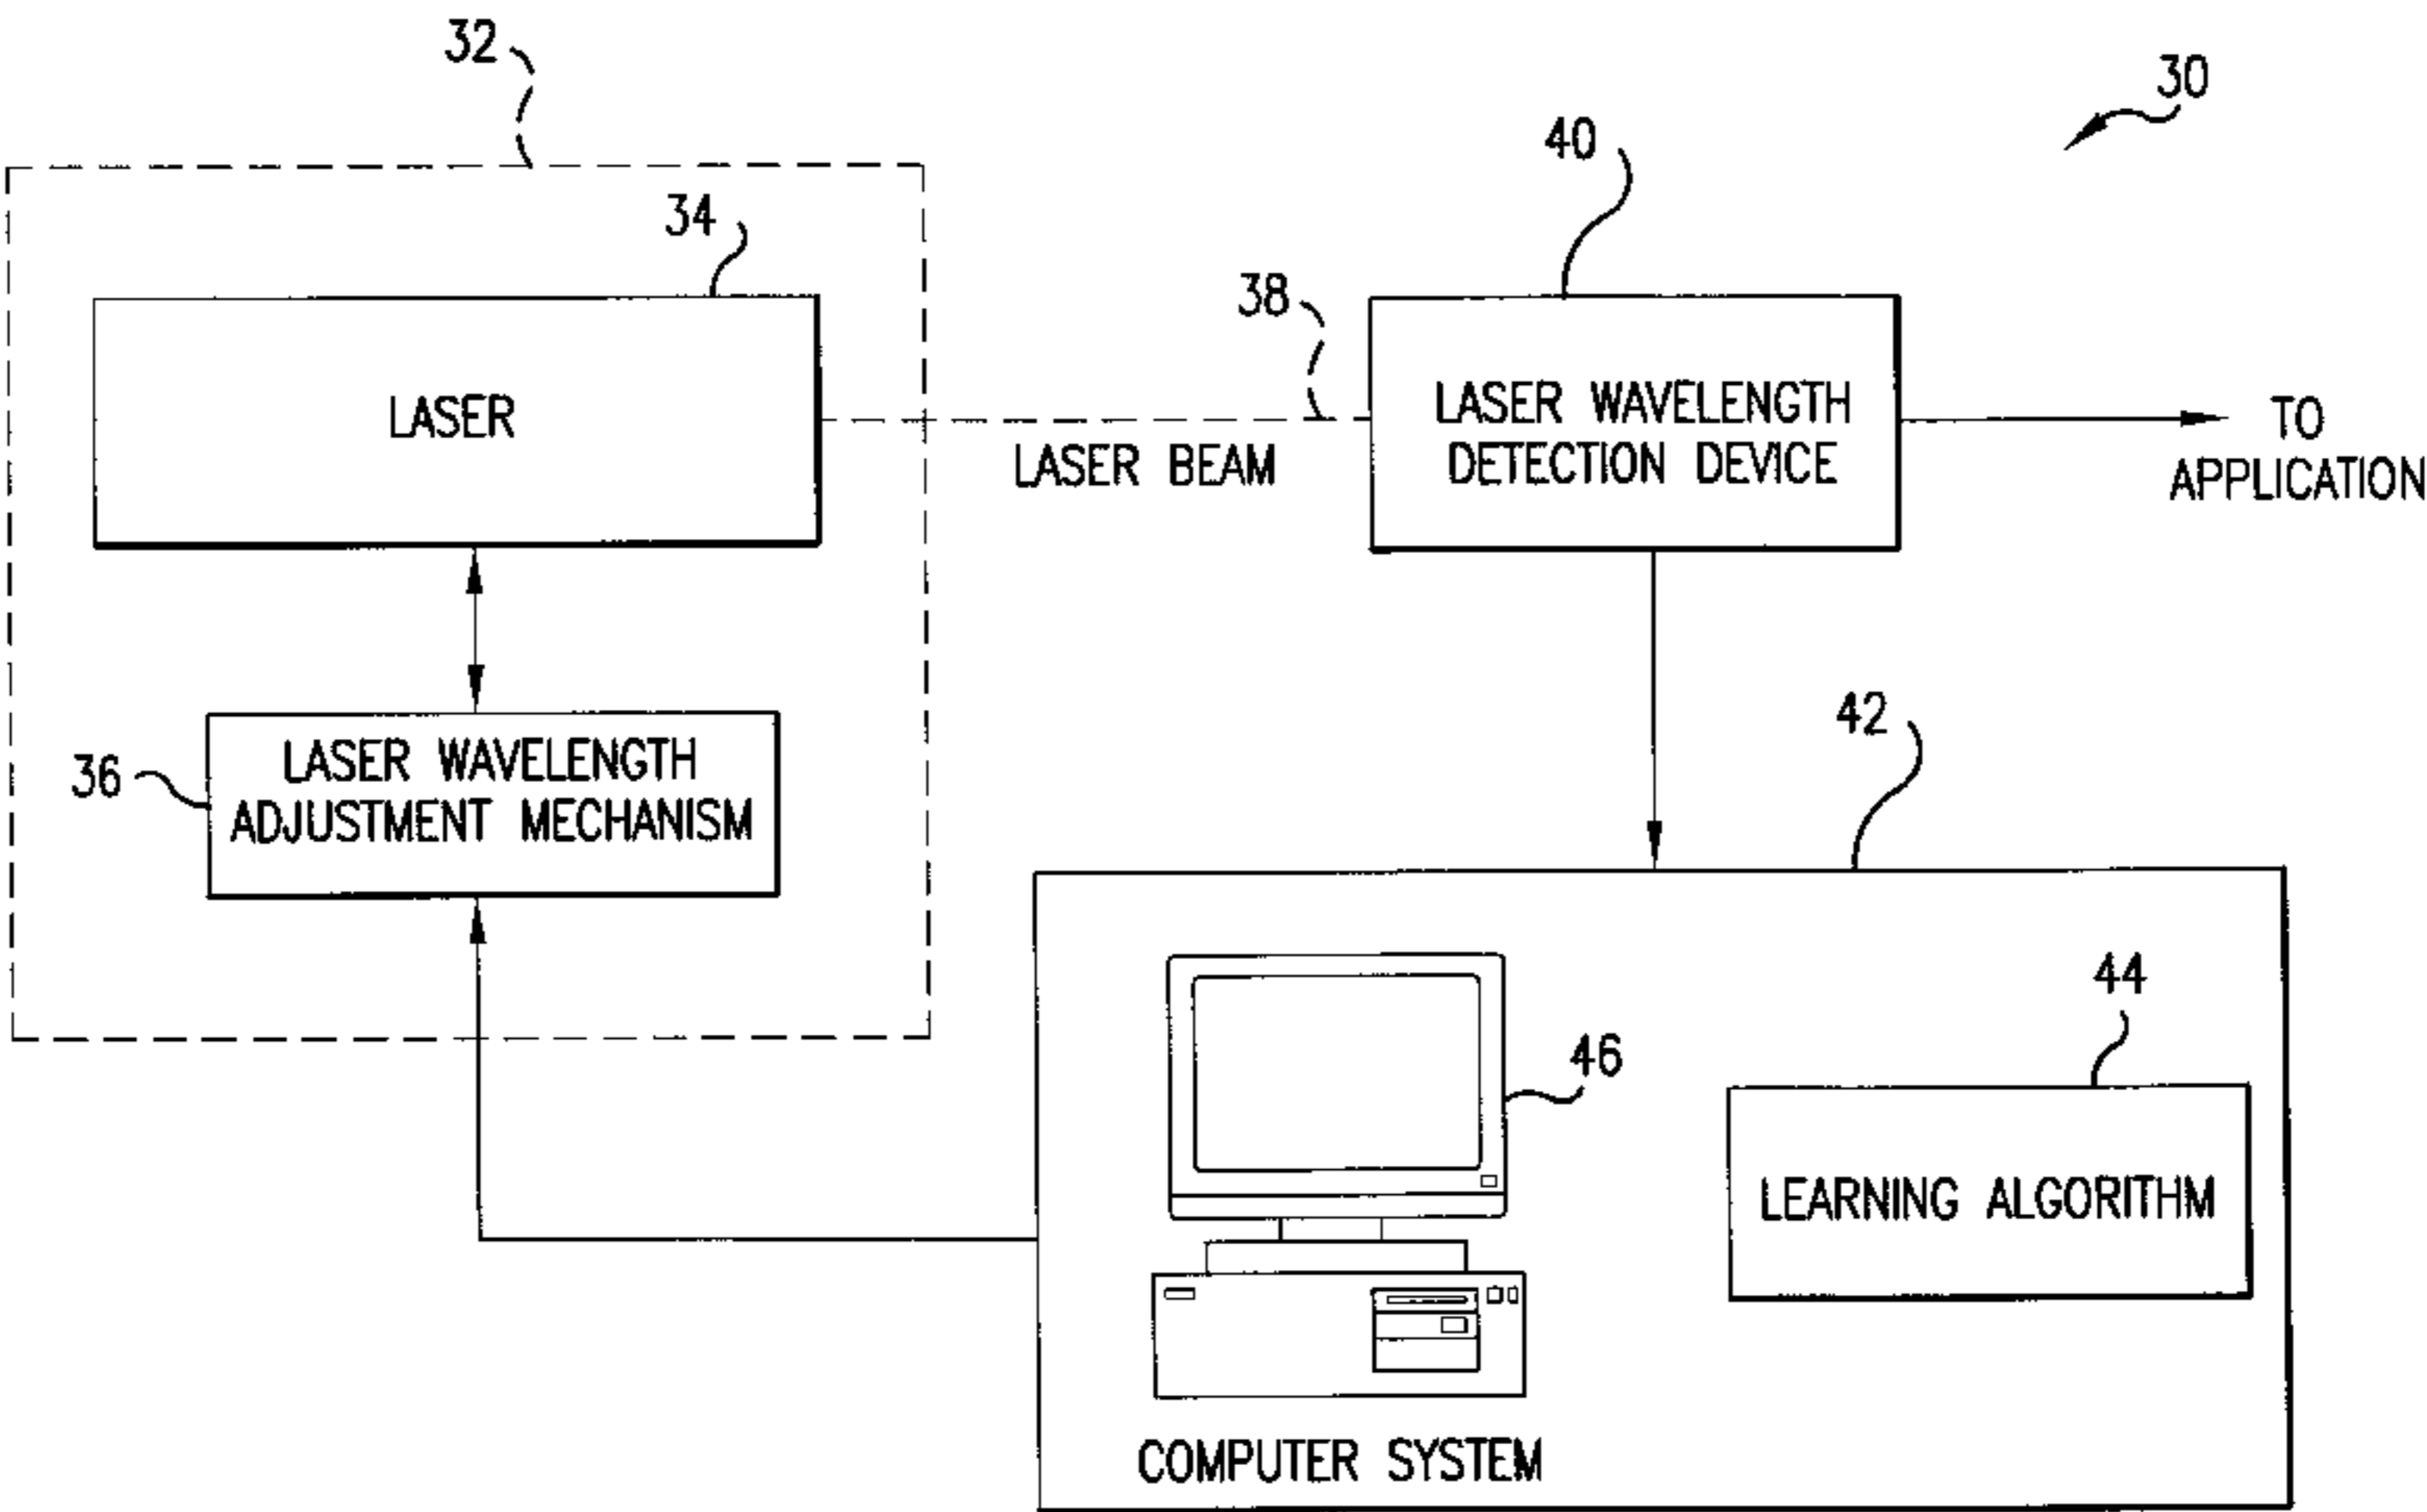 32
30
40
34
38
LASER
LASER WAVELENGTH
DETECTION DEVICE
TO
APPLICATION
LASER BEAM
42
36
LASER WAVELENGTH
ADJUSTMENT MECHANISM
44
46
LEARNING ALGORITHM
COMPUTER SYSTEM